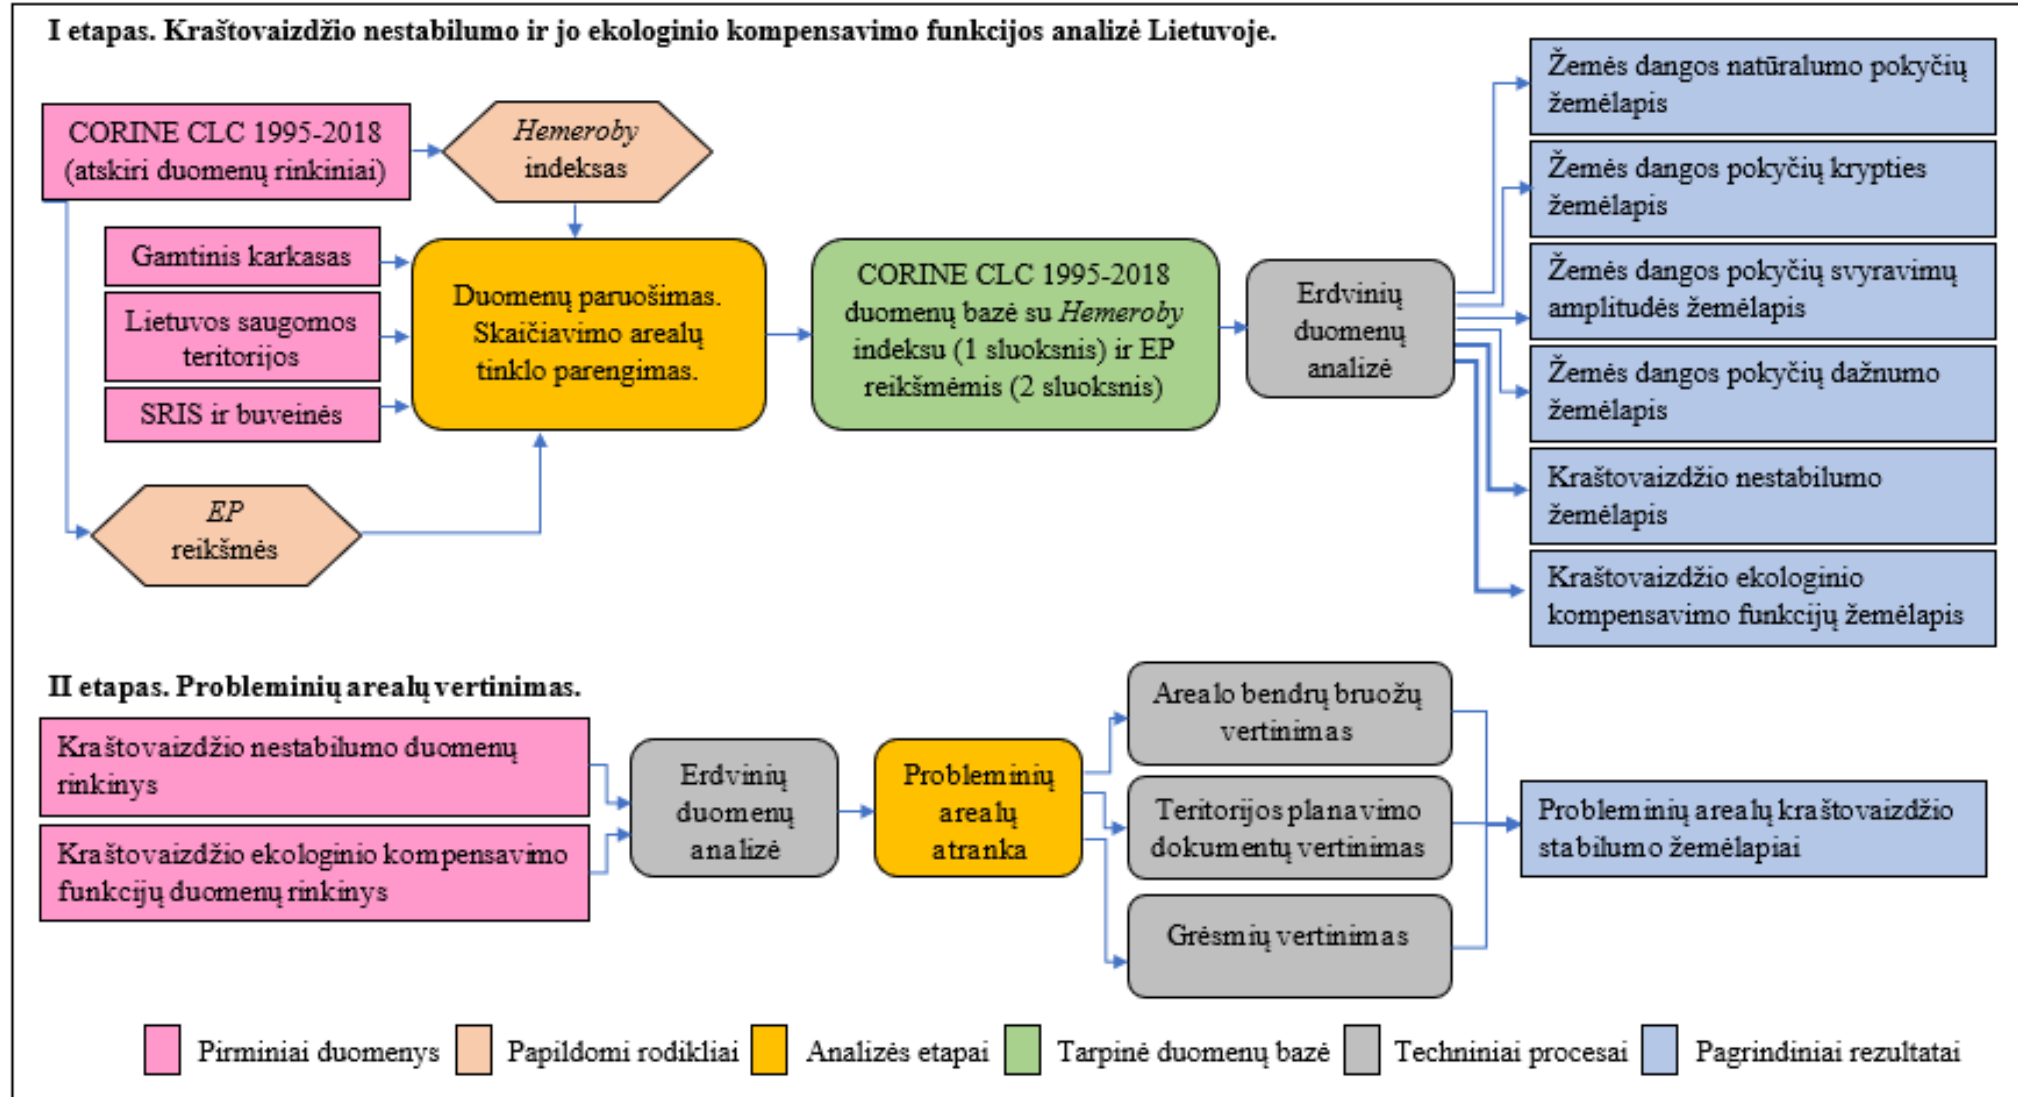 I etapas. Kraštovaizdžio nestabilumo ir jo ekologinio kompensavimo funkcijos analizė Lietuvoje.
CORINE CLC 1995-2018
(atskiri duomenų rinkiniai)
Hemeroby
indeksas
Gamtinis karkasas
Lietuvos saugomos
teritorijos
SRIS ir buveinės
EP
reikšmės
Duomenų paruošimas.
Skaičiavimo arealų
tinklo parengimas.
CORINE CLC 1995-2018
duomenų bazė su Hemeroby
indeksu (1 sluoksnis) ir EP
reikšmėmis (2 sluoksnis)
Erdvinių
duomenų
analizė
Žemės dangos natūralumo pokyčių
žemėlapis
Žemės dangos pokyčių krypties
žemėlapis
Žemės dangos pokyčių svyravimų
amplitudės žemėlapis
Žemės dangos pokyčių dažnumo
žemėlapis
Kraštovaizdžio nestabilumo
žemėlapis
Kraštovaizdžio ekologinio
kompensavimo funkcijų žemėlapis
II etapas. Probleminių arealų vertinimas.
Kraštovaizdžio nestabilumo duomenų
rinkinys
Kraštovaizdžio ekologinio kompensavimo
funkcijų duomenų rinkinys
Erdvinių
duomenų
analizė
Probleminių
arealų
atranka
Arealo bendrų bruožų
vertinimas
Teritorijos planavimo
dokumentų vertinimas
Grėsmių vertinimas
Probleminių arealų kraštovaizdžio
stabilumo žemėlapiai
Pirminiai duomenys
Papildomi rodikliai
Analizės etapai
Tarpinė duomenų bazė
Techniniai procesai
Pagrindiniai rezultatai